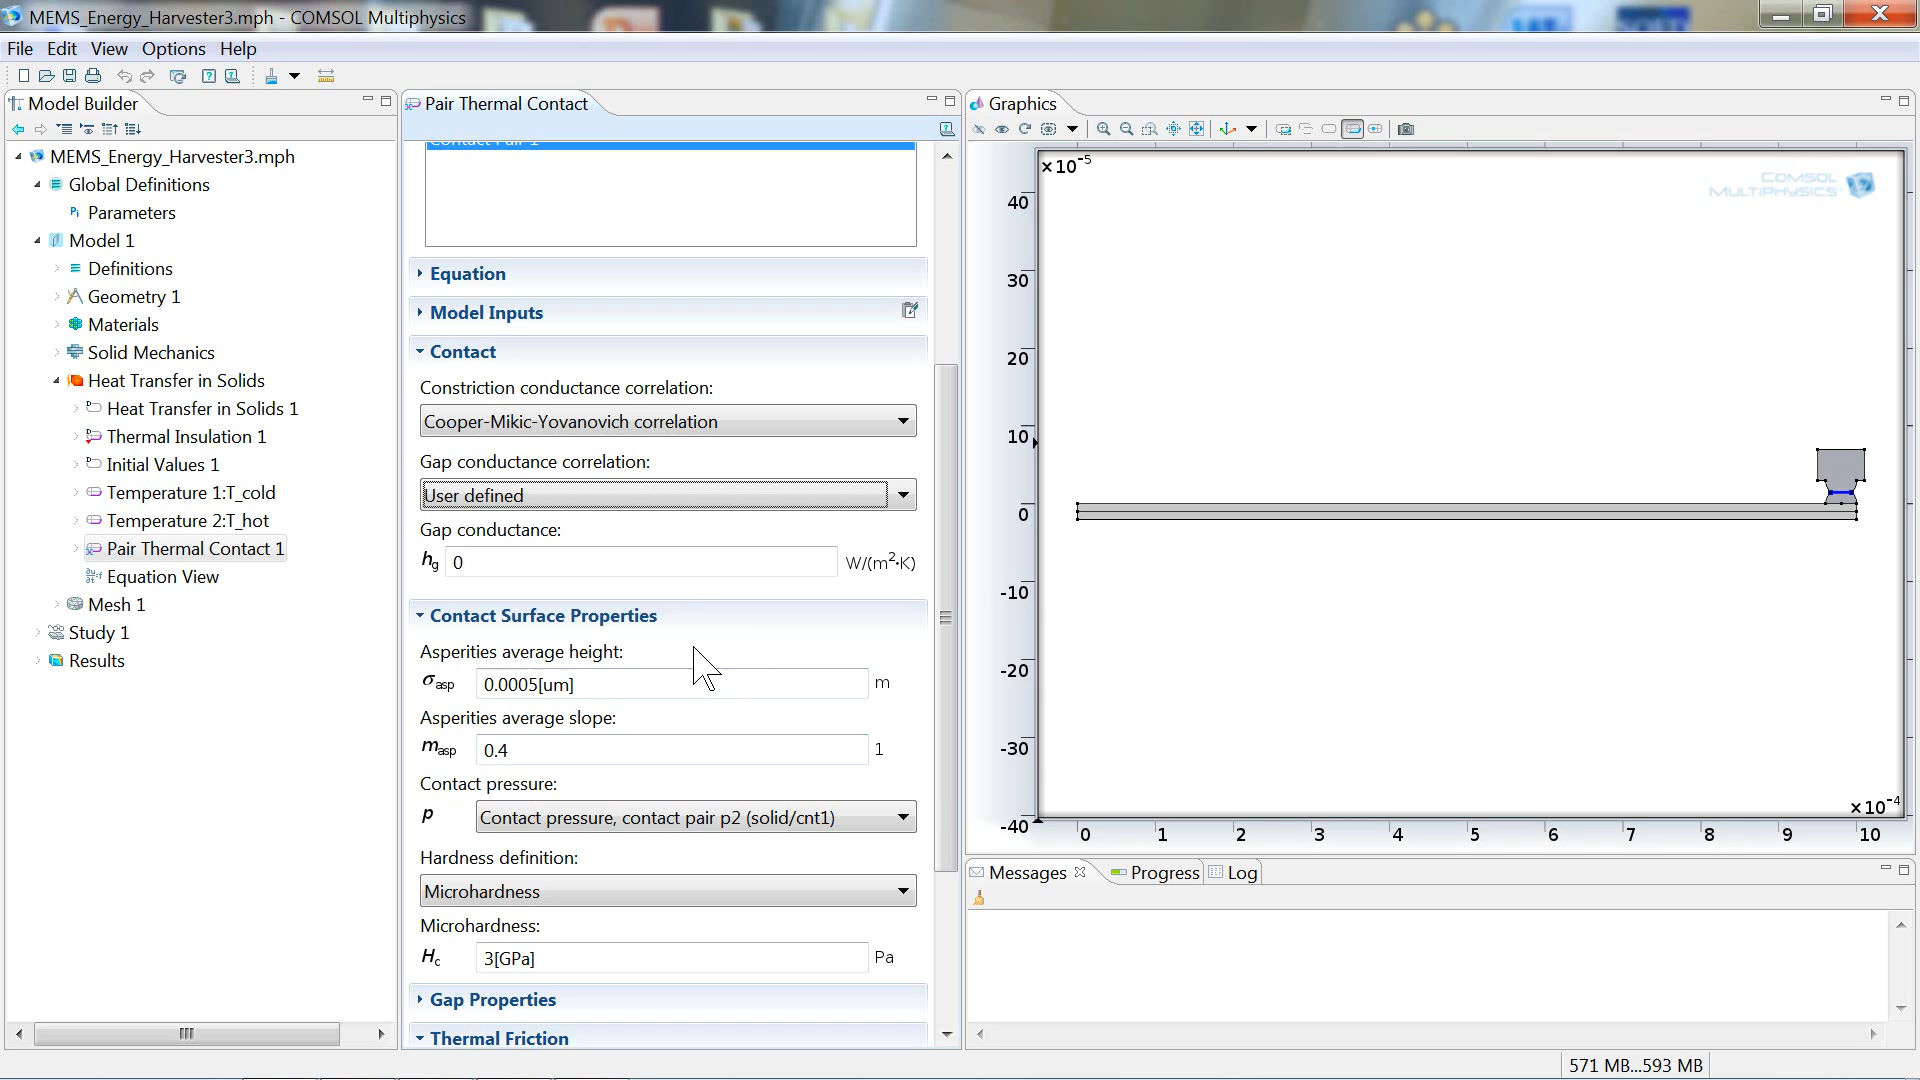 MEMS_Energy_Harvester3.mph - COMSOL Multiphysics
File Edit View Options Help
Model Builder
MEMS_Energy_Harvester3.mph
Global Definitions
Pi Parameters
Model 1
Definitions
Geometry 1
Materials
Solid Mechanics
Heat Transfer in Solids
Heat Transfer in Solids 1
Thermal Insulation 1
Initial Values 1
Temperature 1:T_cold
Temperature 2:T_hot
Pair Thermal Contact 1
Equation View
Mesh 1
Study 1
Results
Pair Thermal Contact
Contact Pair 1
Equation
Model Inputs
Contact
Constriction conductance correlation:
Cooper-Mikic-Yovanovich correlation
Gap conductance correlation:
User defined
Gap conductance:
hg 0 W/(m²·K)
Contact Surface Properties
Asperities average height:
σasp 0.0005[um] m
Asperities average slope:
masp 0.4 1
Contact pressure:
p Contact pressure, contact pair p2 (solid/cnt1)
Hardness definition:
Microhardness
Microhardness:
Hc 3[GPa] Pa
Gap Properties
Thermal Friction
Graphics
×10⁻⁵
COMSOL
MULTIPHYSICS
40
30
20
10
0
-10
-20
-30
-40
×10⁻⁴
0 1 2 3 4 5 6 7 8 9 10
Messages Progress Log
571 MB...593 MB